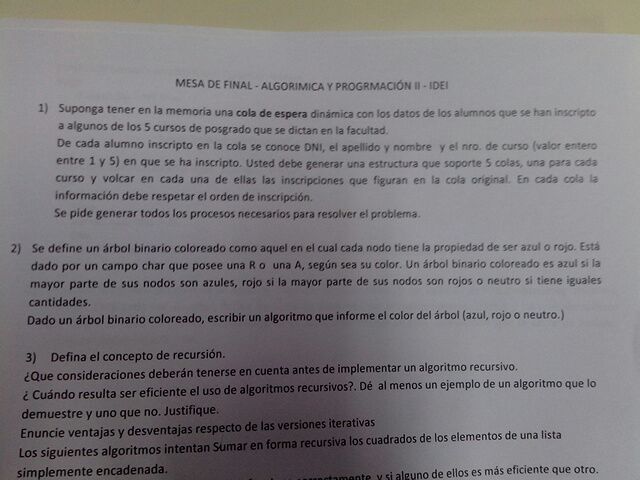 MESA DE FINAL - ALGORIMICA Y PROGRMACIÓN II - IDEI
1) Suponga tener en la memoria una cola de espera dinámica con los datos de los alumnos que se han inscripto
a algunos de los 5 cursos de posgrado que se dictan en la facultad.
De cada alumno inscripto en la cola se conoce DNI, el apellido y nombre y el nro. de curso (valor entero
entre 1 y 5) en que se ha inscripto. Usted debe generar una estructura que soporte 5 colas, una para cada
curso y volcar en cada una de ellas las inscripciones que figuran en la cola original. En cada cola la
información debe respetar el orden de inscripción.
Se pide generar todos los procesos necesarios para resolver el problema.
2) Se define un árbol binario coloreado como aquel en el cual cada nodo tiene la propiedad de ser azul o rojo. Está
dado por un campo char que posee una R o una A, según sea su color. Un árbol binario coloreado es azul si la
mayor parte de sus nodos son azules, rojo si la mayor parte de sus nodos son rojos o neutro si tiene iguales
cantidades.
Dado un árbol binario coloreado, escribir un algoritmo que informe el color del árbol (azul, rojo o neutro.)
3) Defina el concepto de recursión.
¿Que consideraciones deberán tenerse en cuenta antes de implementar un algoritmo recursivo.
¿ Cuándo resulta ser eficiente el uso de algoritmos recursivos?. Dé al menos un ejemplo de un algoritmo que lo
demuestre y uno que no. Justifique.
Enuncie ventajas y desventajas respecto de las versiones iterativas
Los siguientes algoritmos intentan Sumar en forma recursiva los cuadrados de los elementos de una lista
simplemente encadenada.
y si alguno de ellos es más eficiente que otro.